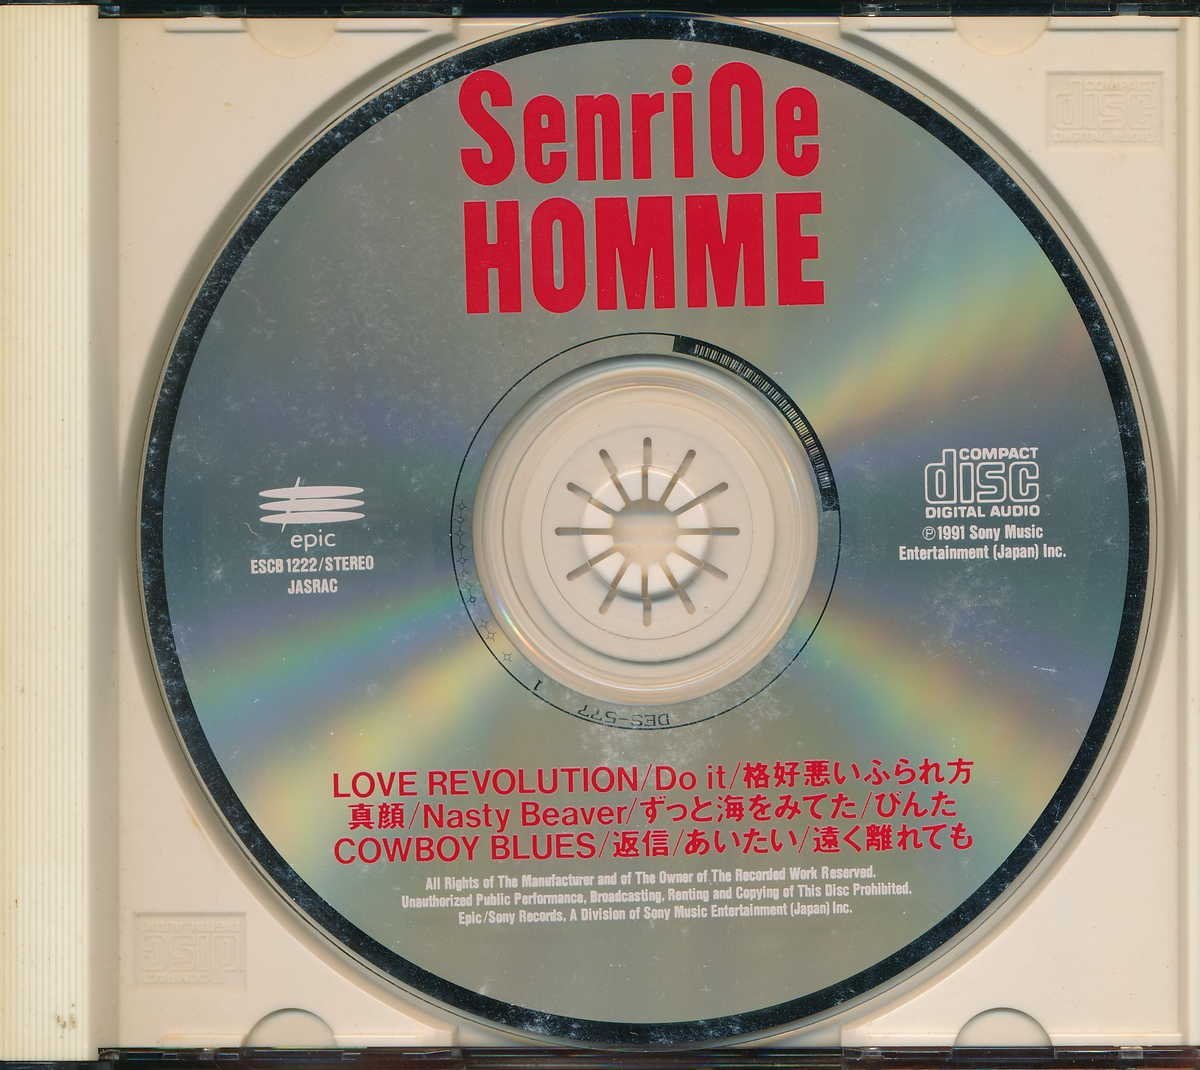 Senri Oe
HOMME
COMPACT
disc
DIGITAL AUDIO
Ⓟ1991 Sony Music
Entertainment (Japan) Inc.
epic
ESCB 1222/STEREO
JASRAC
1
DES-577
LOVE REVOLUTION/Do it/格好悪いふられ方
真顔/Nasty Beaver/ずっと海をみてた/びんた
COWBOY BLUES/返信/あいたい/遠く離れても
All Rights of The Manufacturer and of The Owner of The Recorded Work Reserved.
Unauthorized Public Performance, Broadcasting, Renting and Copying of This Disc Prohibited.
Epic/Sony Records, A Division of Sony Music Entertainment (Japan) Inc.
COMPACT
disc